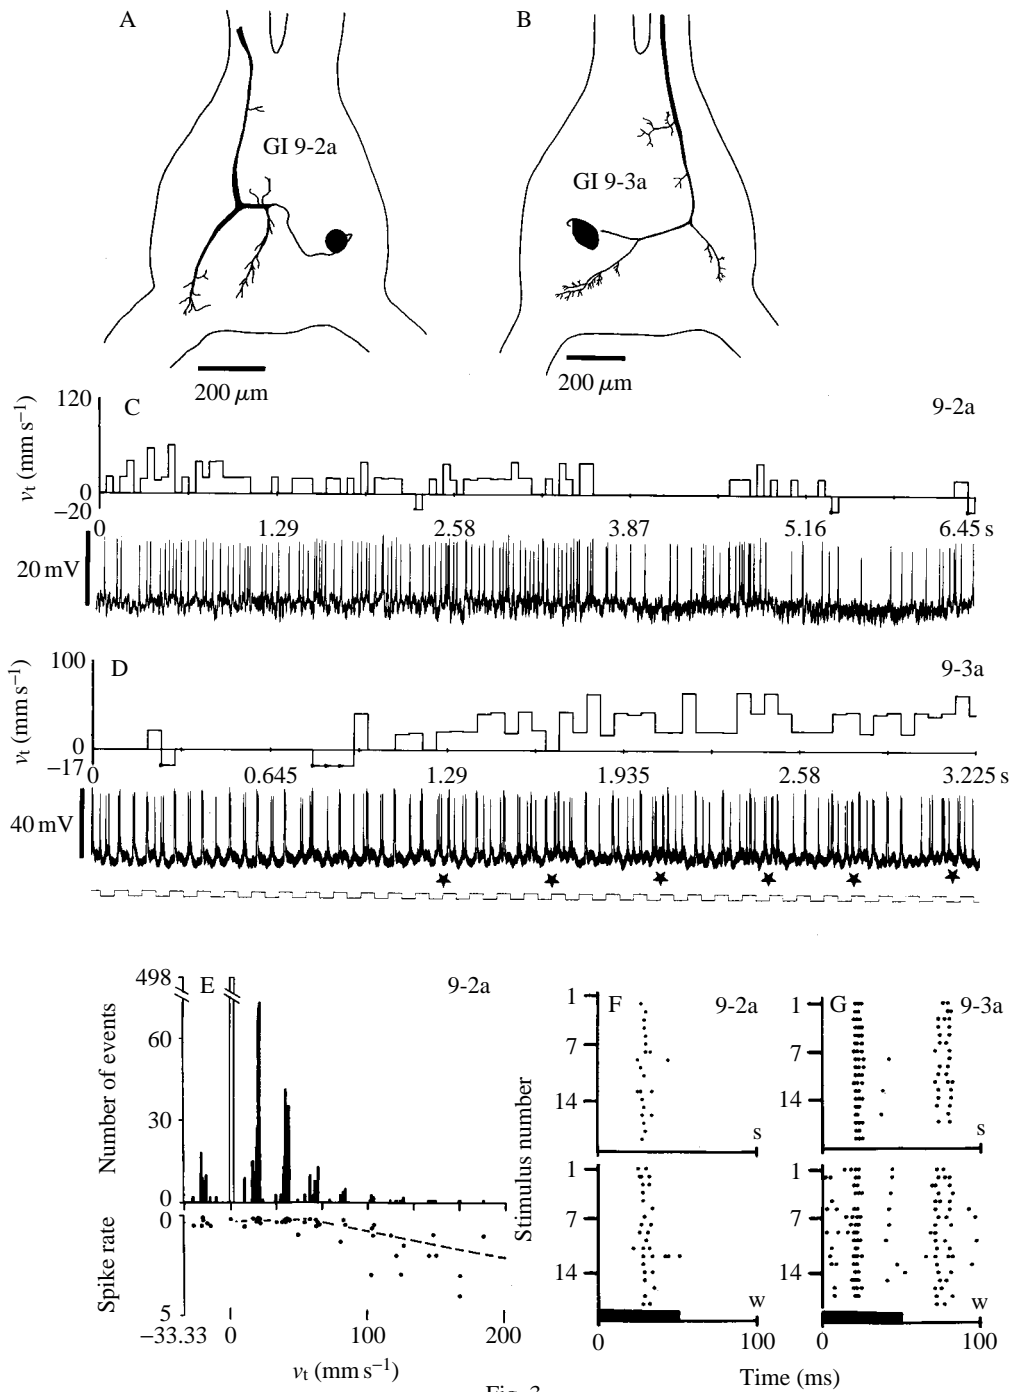 A
B
GI 9-2a
GI 9-3a
200 μm
200 μm
C
9-2a
120
0
−20
vt (mm s−1)
0 1.29 2.58 3.87 5.16 6.45 s
20 mV
D
9-3a
100
0
−17
vt (mm s−1)
0 0.645 1.29 1.935 2.58 3.225 s
40 mV
E
9-2a
498
60
30
0
Number of events
0
5
Spike rate
−33.33 0 100 200
vt (mm s−1)
F
9-2a
G
9-3a
1
7
14
s
1
7
14
s
Stimulus number
1
7
14
w
1
7
14
w
0 100
0 100
Time (ms)